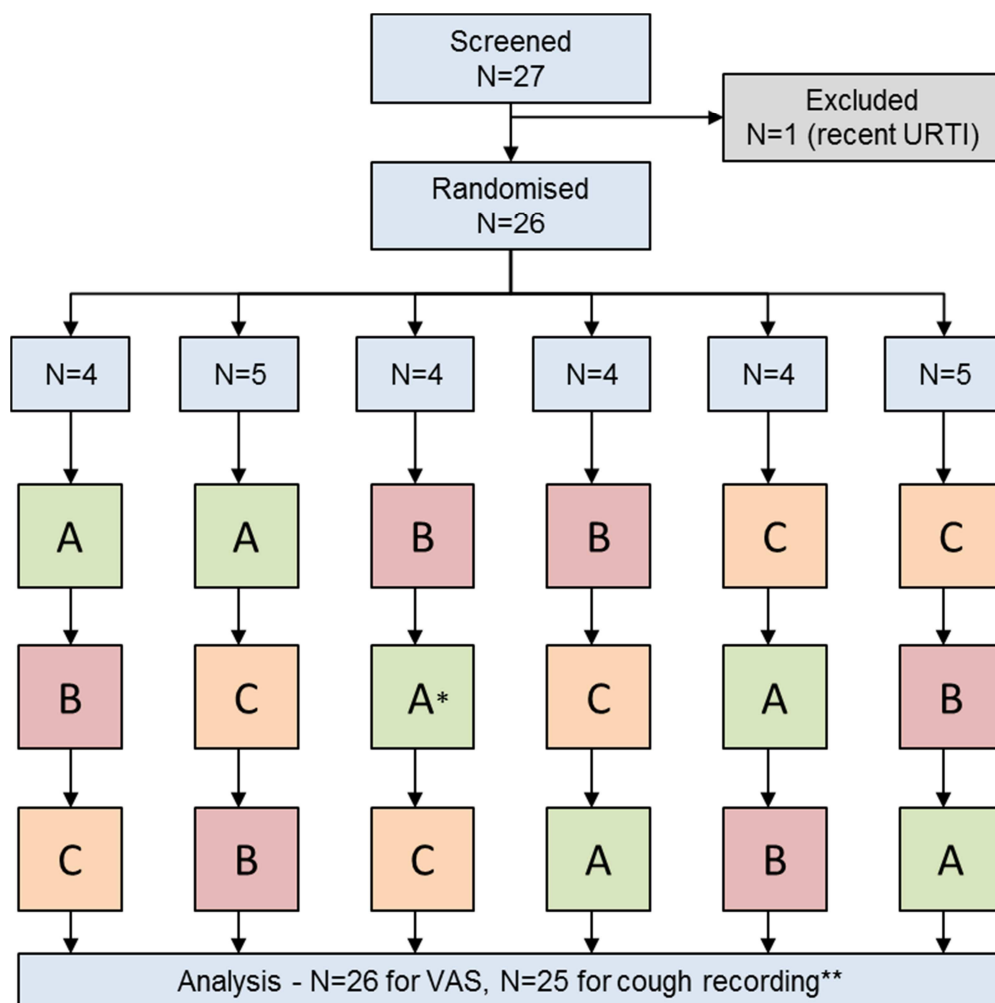 Screened
N=27
Excluded
N=1 (recent URTI)
Randomised
N=26
N=4
N=5
N=4
N=4
N=4
N=5
A
A
B
B
C
C
B
C
A*
C
A
B
C
B
C
A
B
A
Analysis - N=26 for VAS, N=25 for cough recording**